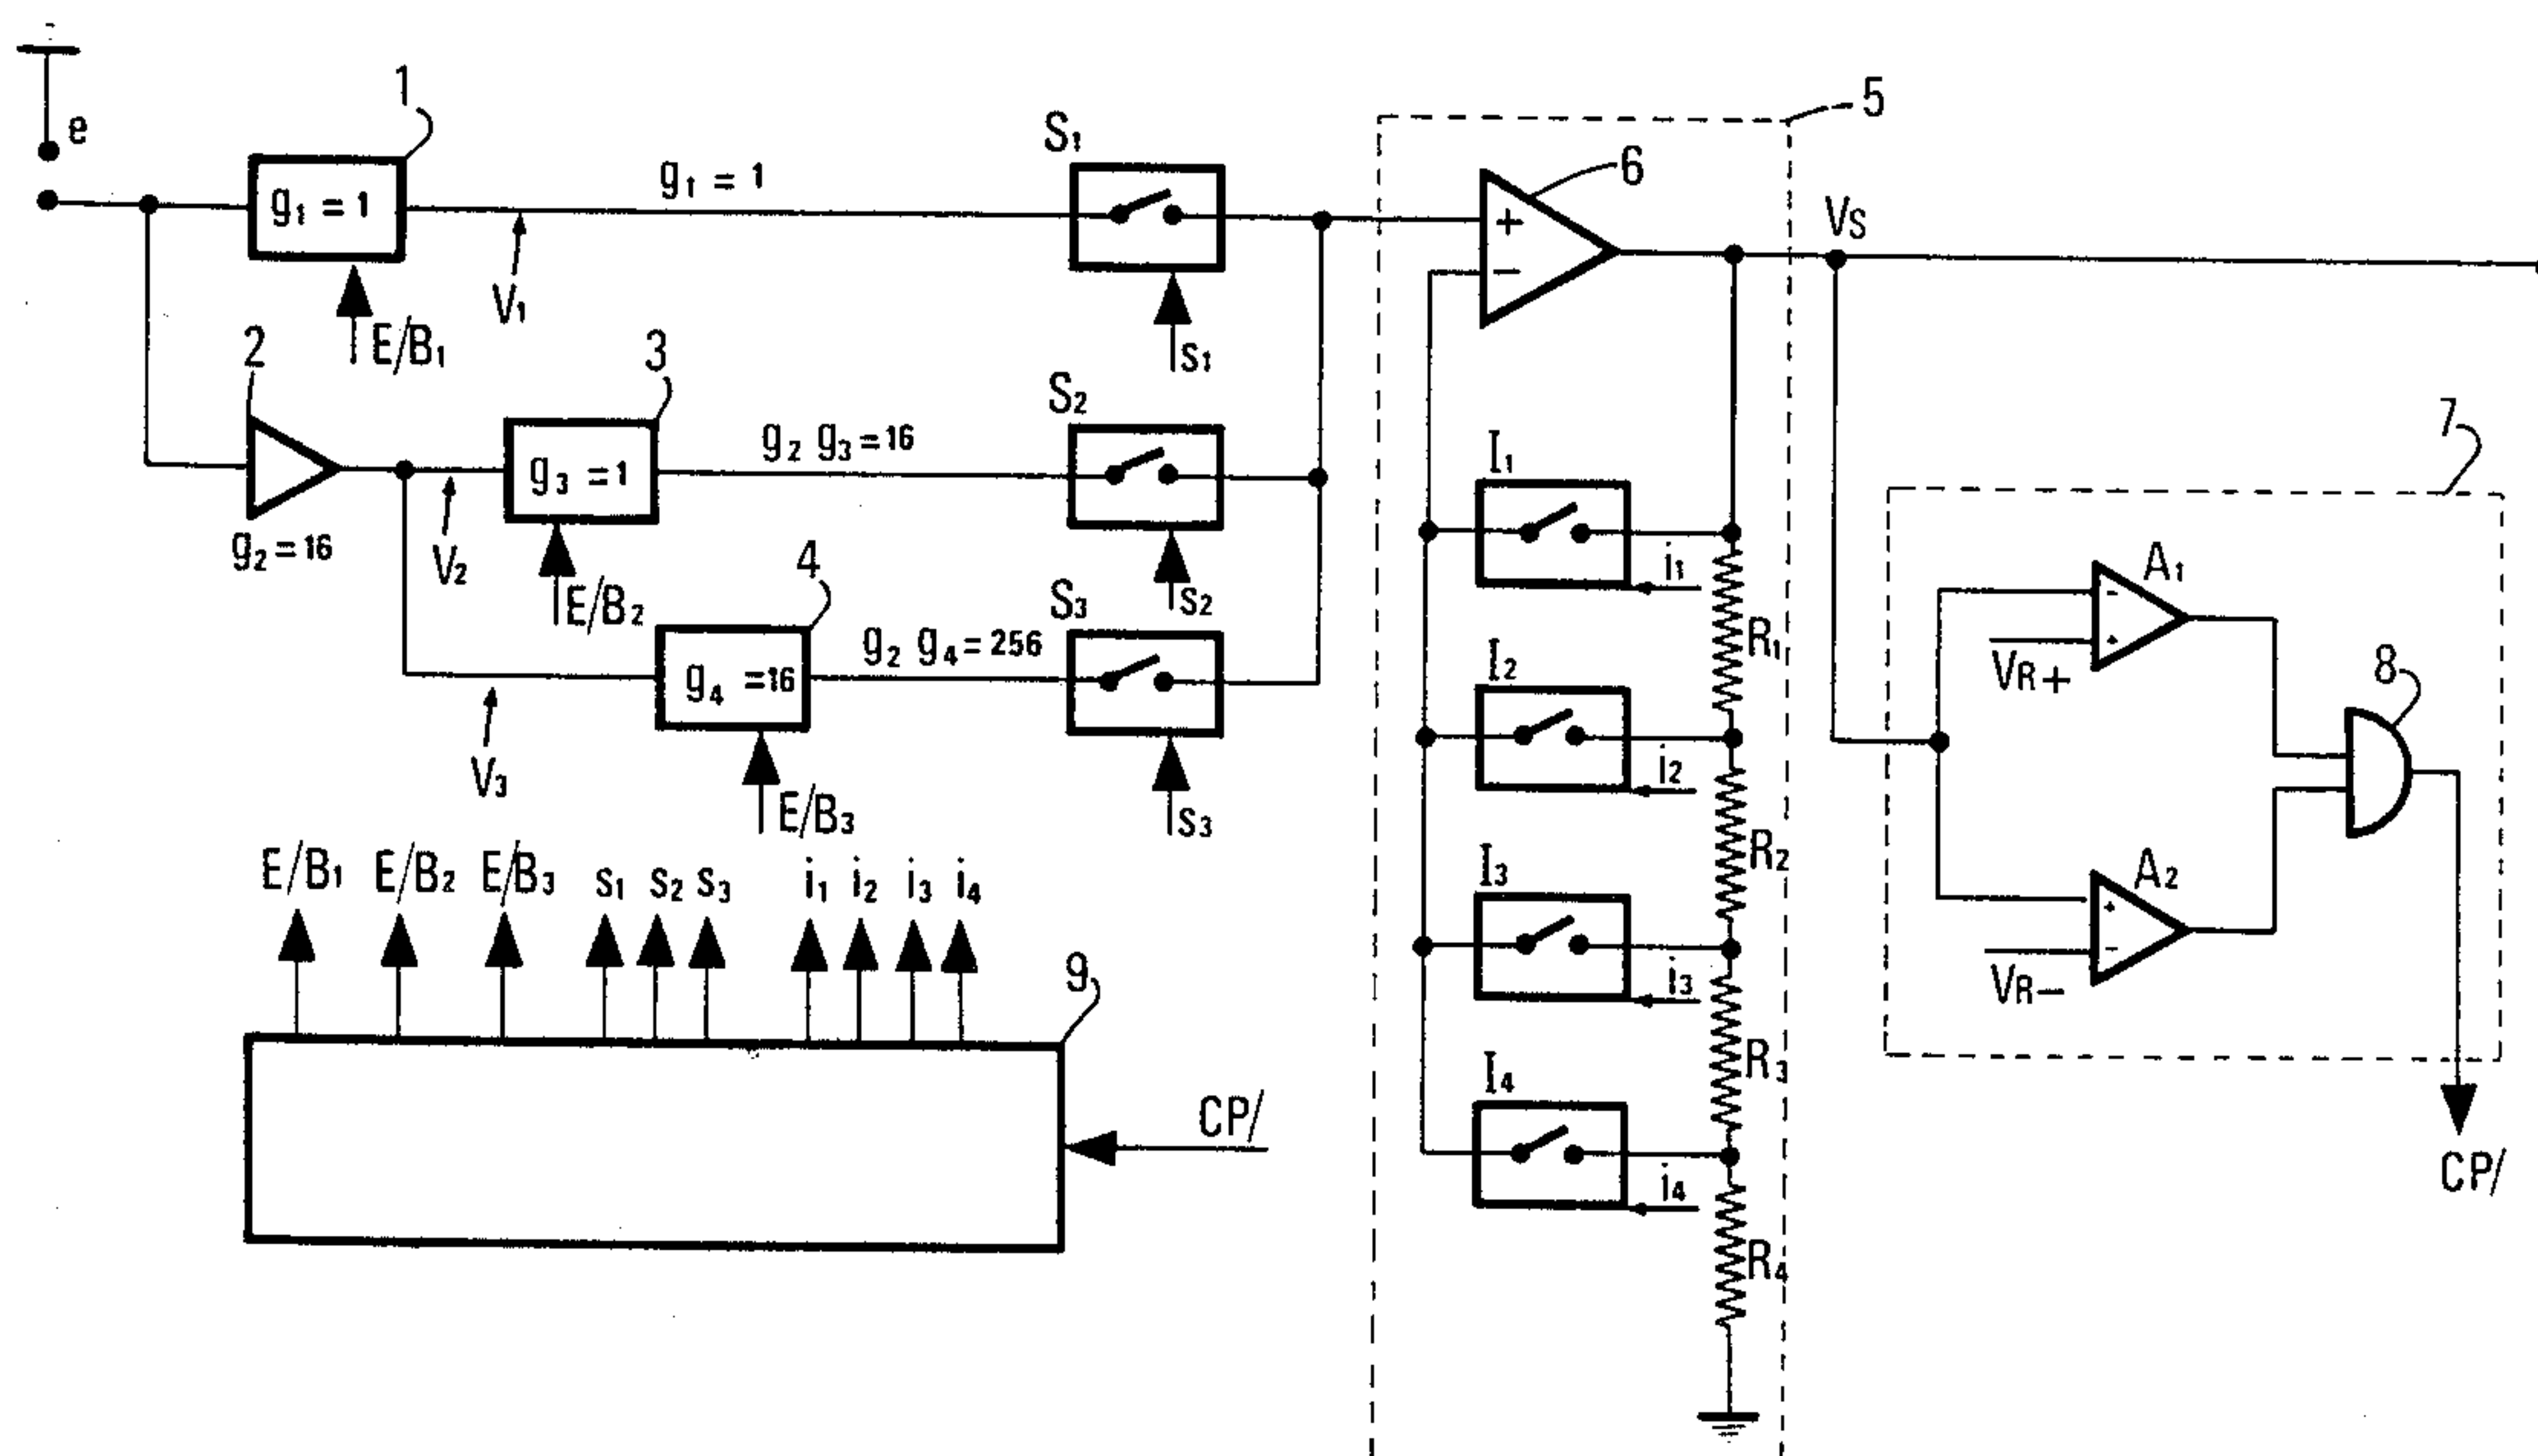 e
1
g1 = 1
E/B1
V1
g1 = 1
S1
s1
2
g2 = 16
V2
3
g3 = 1
E/B2
g2 g3 = 16
S2
s2
V3
4
g4 = 16
E/B3
g2 g4 = 256
S3
s3
5
6
+
−
I1
i1
R1
I2
i2
R2
I3
i3
R3
I4
i4
R4
VS
7
A1
-
+
VR+
8
A2
+
−
VR−
CP/
E/B1 E/B2 E/B3 s1 s2 s3 i1 i2 i3 i4
9
CP/